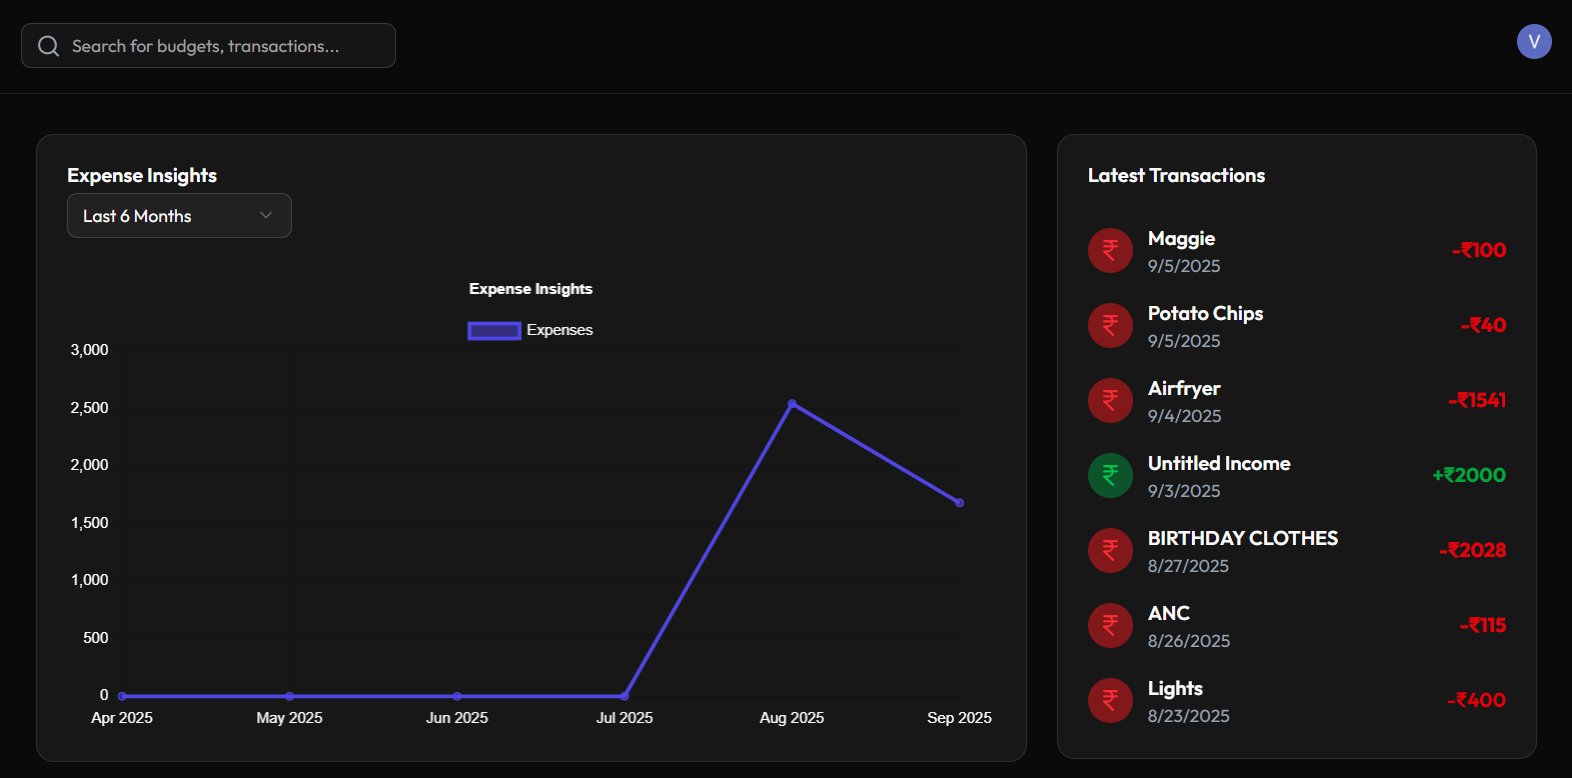 Search for budgets, transactions...
V
Expense Insights
Last 6 Months
Expense Insights
Expenses
3,000
2,500
2,000
1,500
1,000
500
0
Apr 2025 May 2025 Jun 2025 Jul 2025 Aug 2025 Sep 2025
Latest Transactions
₹ Maggie -₹100
9/5/2025
₹ Potato Chips -₹40
9/5/2025
₹ Airfryer -₹1541
9/4/2025
₹ Untitled Income +₹2000
9/3/2025
₹ BIRTHDAY CLOTHES -₹2028
8/27/2025
₹ ANC -₹115
8/26/2025
₹ Lights -₹400
8/23/2025